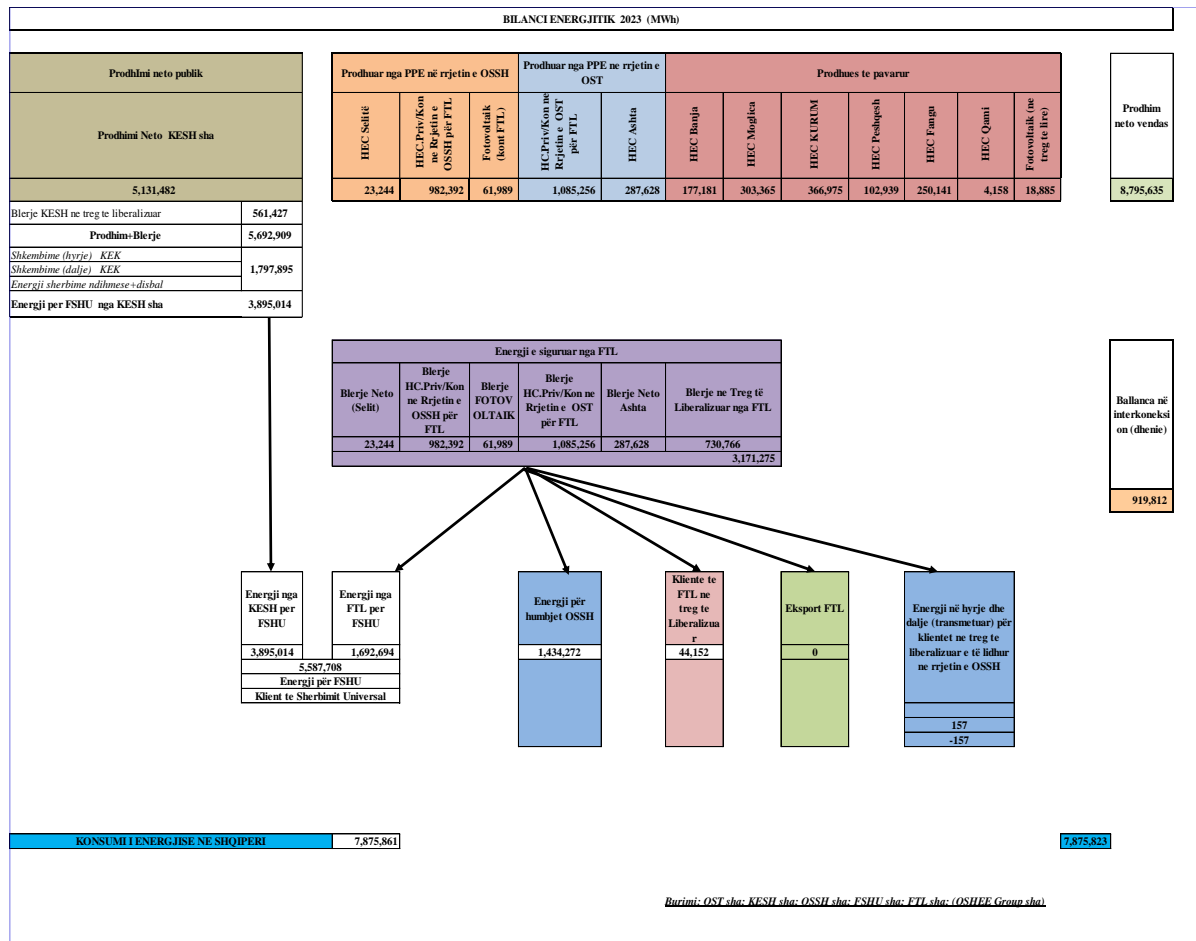 BILANCI ENERGJITIK 2023 (MWh)
ProdhImi neto publik
Prodhimi Neto KESH sha
5,131,482
Prodhuar nga PPE në rrjetin e OSSH
Prodhuar nga PPE ne rrjetin e
OST
Prodhues te pavarur
HEC Selitë
HEC.Priv/Kon
ne Rrjetin e
OSSH për FTL
Fotovoltaik
(kont FTL)
HC.Priv/Kon ne
Rrjetin e OST
për FTL
HEC Ashta
HEC Banja
HEC Moglica
HEC KURUM
HEC Peshqesh
HEC Fangu
HEC Qami
Fotovoltaik (ne
treg te lire)
23,244
982,392
61,989
1,085,256
287,628
177,181
303,365
366,975
102,939
250,141
4,158
18,885
Prodhim
neto vendas
8,795,635
Blerje KESH ne treg te liberalizuar
561,427
Prodhim+Blerje
5,692,909
Shkembime (hyrje) KEK
Shkembime (dalje) KEK
1,797,895
Energji sherbime ndihmese+disbal
Energji per FSHU nga KESH sha
3,895,014
Energji e siguruar nga FTL
Blerje Neto
(Selit)
Blerje
HC.Priv/Kon
ne Rrjetin e
OSSH për
FTL
Blerje
FOTOV
OLTAIK
Blerje
HC.Priv/Kon ne
Rrjetin e OST
për FTL
Blerje Neto
Ashta
Blerje ne Treg të
Liberalizuar nga FTL
23,244
982,392
61,989
1,085,256
287,628
730,766
3,171,275
Ballanca në
interkoneksi
on (dhenie)
919,812
Energji nga
KESH per
FSHU
3,895,014
Energji nga
FTL per
FSHU
1,692,694
5,587,708
Energji për FSHU
Klient te Sherbimit Universal
Energji për
humbjet OSSH
1,434,272
Kliente te
FTL ne
treg te
Liberalizua
r
44,152
Eksport FTL
0
Energji në hyrje dhe
dalje (transmetuar) për
klientet ne treg te
liberalizuar e të lidhur
ne rrjetin e OSSH
157
-157
KONSUMI I ENERGJISE NE SHQIPERI
7,875,861
7,875,823
Burimi: OST sha; KESH sha; OSSH sha; FSHU sha; FTL sha; (OSHEE Group sha)